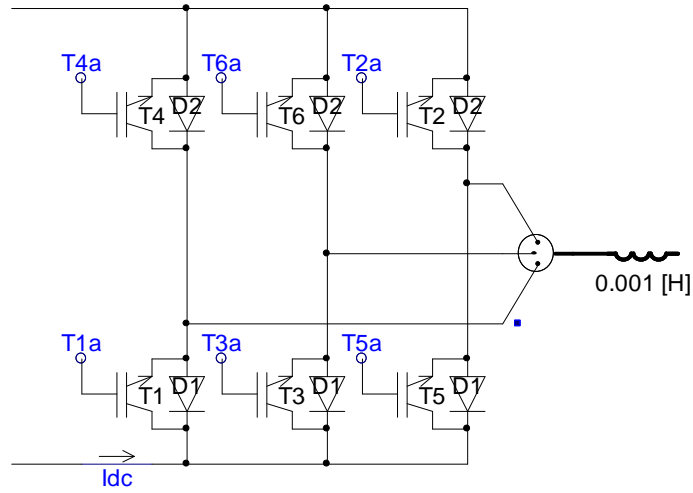 T4a T6a T2a
T4 D2 T6 D2 T2 D2
0.001 [H]
T1a T3a T5a
T1 D1 T3 D1 T5 D1
Idc